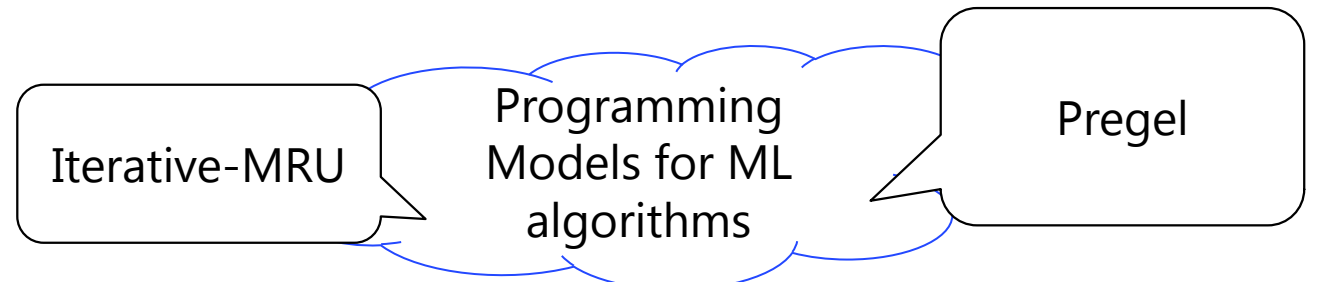 Iterative-MRU
Programming
Models for ML
algorithms
Pregel